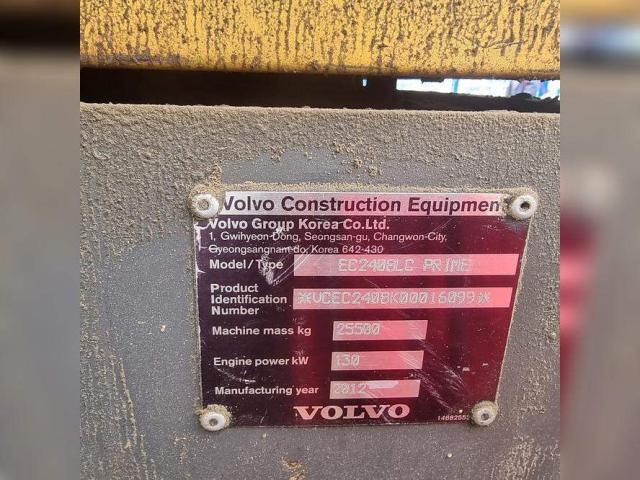 Volvo Construction Equipment
Volvo Group Korea Co.Ltd.
1, Gwihyeon-Dong, Seongsan-gu, Changwon-City,
Gyeongsangnam-do, Korea 642-430
Model/Type EC240BLC PRIME
Product Identification Number *VCEC240BK00016099*
Machine mass kg 25500
Engine power kW 130
Manufacturing year 2012
VOLVO